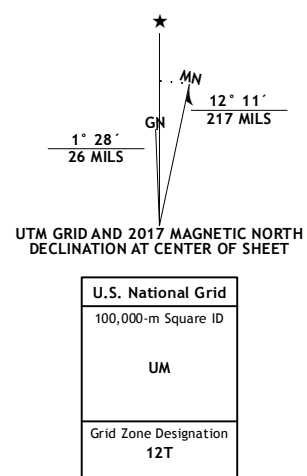 ★
MN
GN
12° 11´
217 MILS
1° 28´
26 MILS
UTM GRID AND 2017 MAGNETIC NORTH
DECLINATION AT CENTER OF SHEET
U.S. National Grid
100,000-m Square ID
UM
Grid Zone Designation
12T